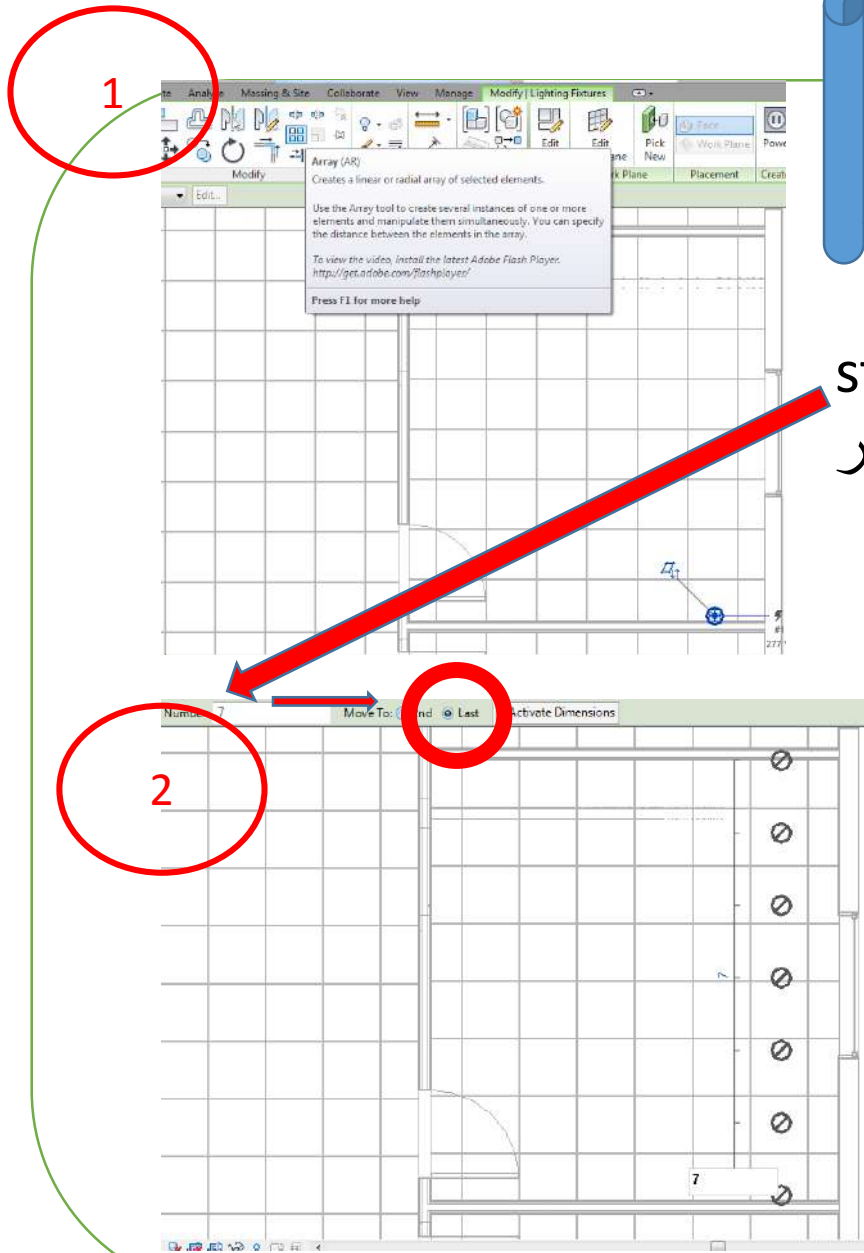 1
Analyze Massing & Site Collaborate View Manage Modify | Lighting Fixtures
Edit Edit Pick New
Face
Work Plane
Modify Placement
Edit...
Array (AR)
Creates a linear or radial array of selected elements.
Use the Array tool to create several instances of one or more
elements and manipulate them simultaneously. You can specify
the distance between the elements in the array.
To view the video, install the latest Adobe Flash Player.
http://get.adobe.com/flashplayer/
Press F1 for more help
277
7 Move To: Last Activate Dimensions
2
7
7